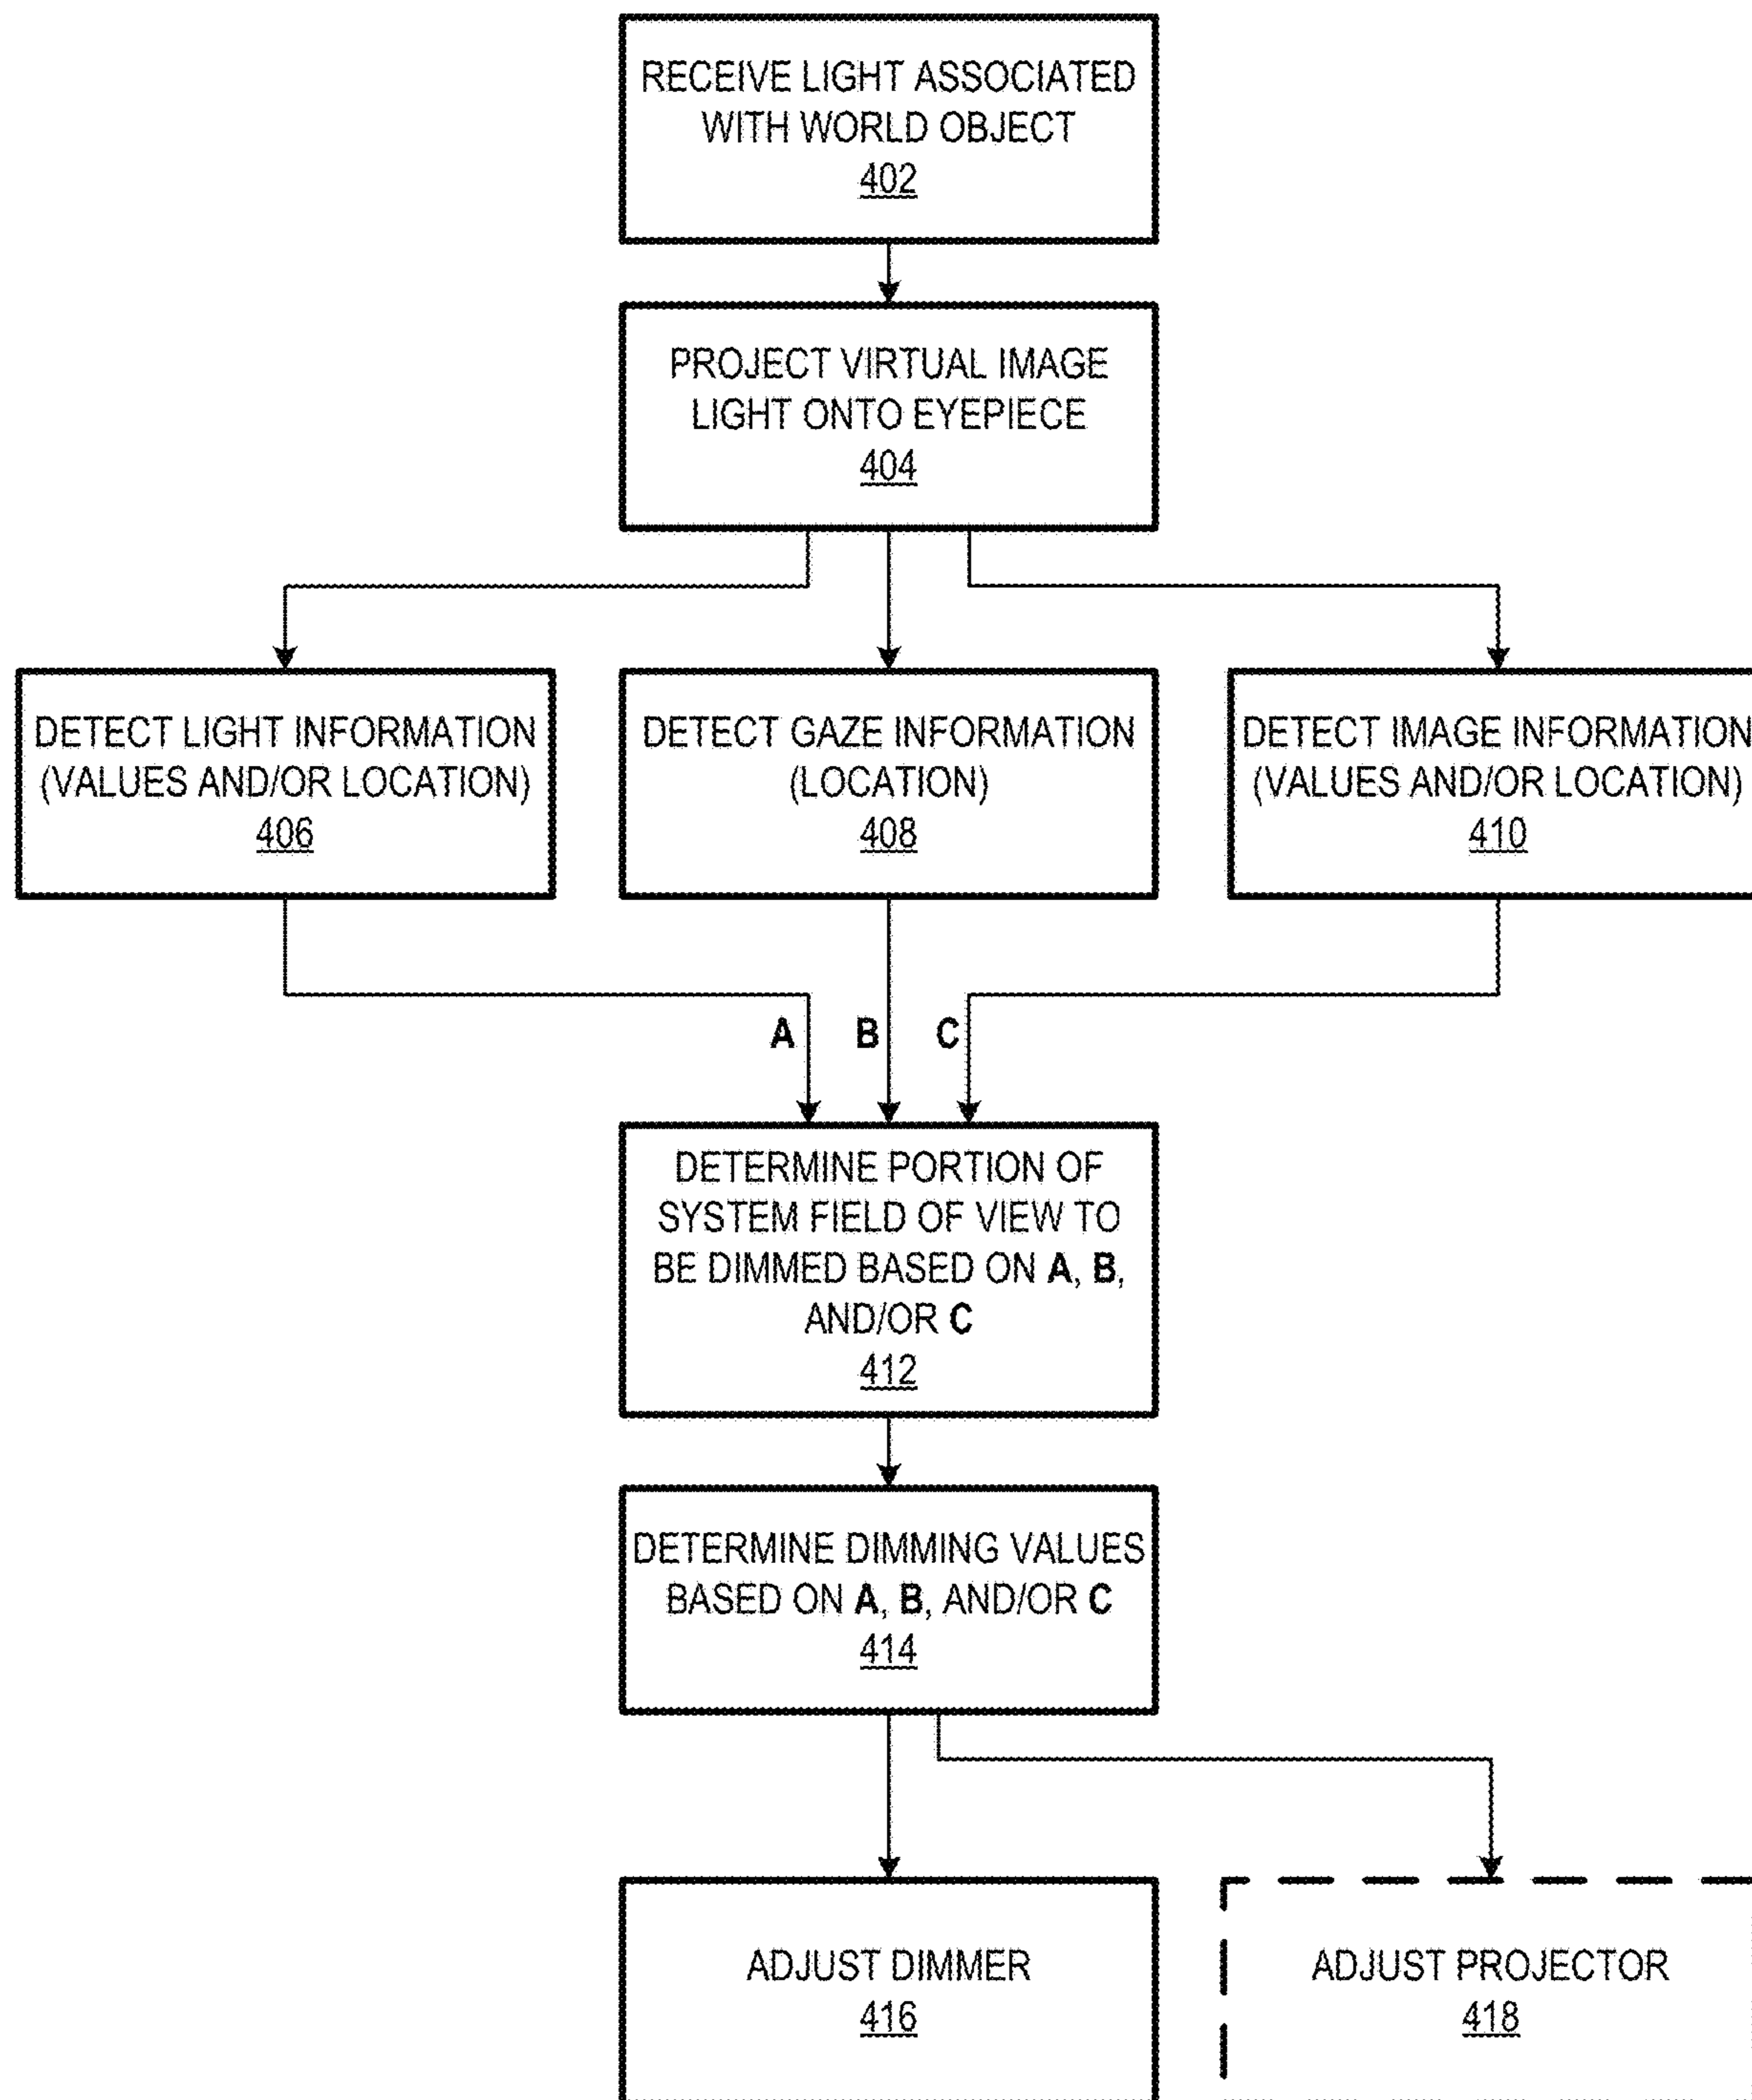 RECEIVE LIGHT ASSOCIATED
WITH WORLD OBJECT
402
PROJECT VIRTUAL IMAGE
LIGHT ONTO EYEPIECE
404
DETECT LIGHT INFORMATION
(VALUES AND/OR LOCATION)
406
DETECT GAZE INFORMATION
(LOCATION)
408
DETECT IMAGE INFORMATION
(VALUES AND/OR LOCATION)
410
A
B
C
DETERMINE PORTION OF
SYSTEM FIELD OF VIEW TO
BE DIMMED BASED ON A, B,
AND/OR C
412
DETERMINE DIMMING VALUES
BASED ON A, B, AND/OR C
414
ADJUST DIMMER
416
ADJUST PROJECTOR
418